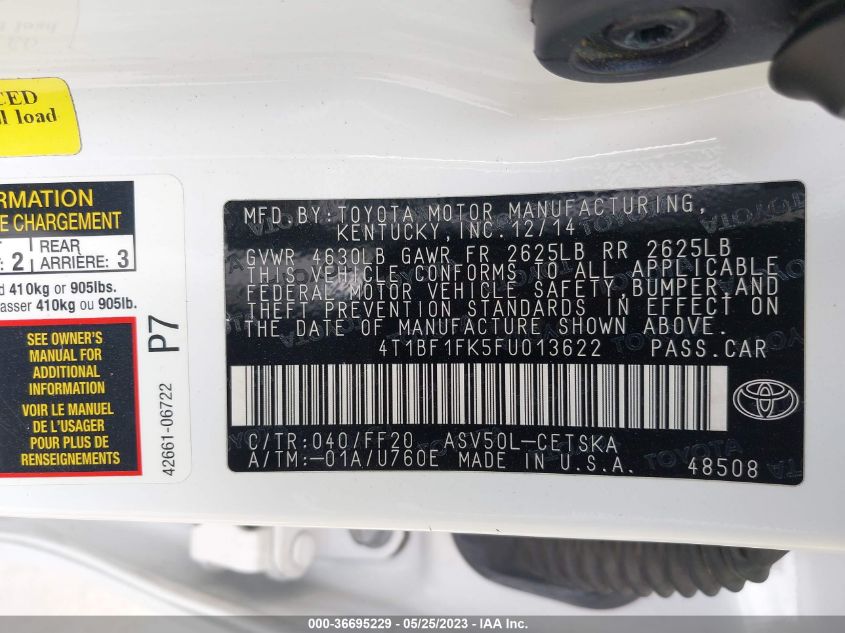 CED
l load
RMATION
E CHARGEMENT
2 REAR ARRIÈRE: 3
410kg or 905lbs.
asser 410kg ou 905lb.
SEE OWNER'S
MANUAL FOR
ADDITIONAL
INFORMATION
VOIR LE MANUEL
DU PROPRIÉTAIRE
POUR PLUS DE
RENSEIGNEMENTS
P7
42661-06722
MFD.BY:TOYOTA MOTOR MANUFACTURING,
KENTUCKY,INC.12/14
GVWR 4630LB GAWR FR 2625LB RR 2625LB
THIS VEHICLE CONFORMS TO ALL APPLICABLE
FEDERAL MOTOR VEHICLE SAFETY,BUMPER,AND
THEFT PREVENTION STANDARDS IN EFFECT ON
THE DATE OF MANUFACTURE SHOWN ABOVE.
4T1BF1FK5FU013622 PASS.CAR
C/TR:040/FF20 ASV50L-CETSKA
A/TM:-01A/U760E MADE IN U.S.A. 48508
000-36695229 - 05/25/2023 - IAA Inc.